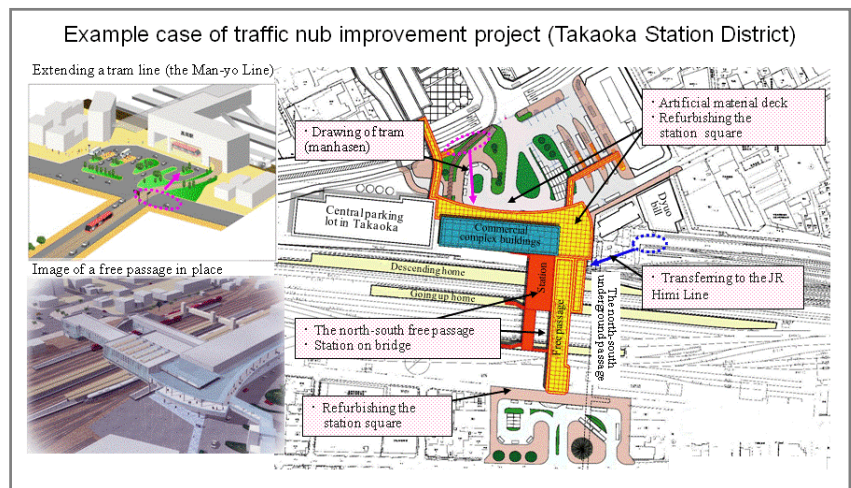 Example case of traffic nub improvement project (Takaoka Station District)
Extending a tram line (the Man-yo Line)
Image of a free passage in place
・ Drawing of tram
(manhasen)
・ Artificial material deck
・ Refurbishing the
station square
Central parking
lot in Takaoka
Commercial
complex buildings
Dyuo
bill
Descending home
Going up home
Station
Free passage
The north-south
underground passage
・ Transferring to the JR
Himi Line
・ The north-south free passage
・ Station on bridge
・ Refurbishing the
station square